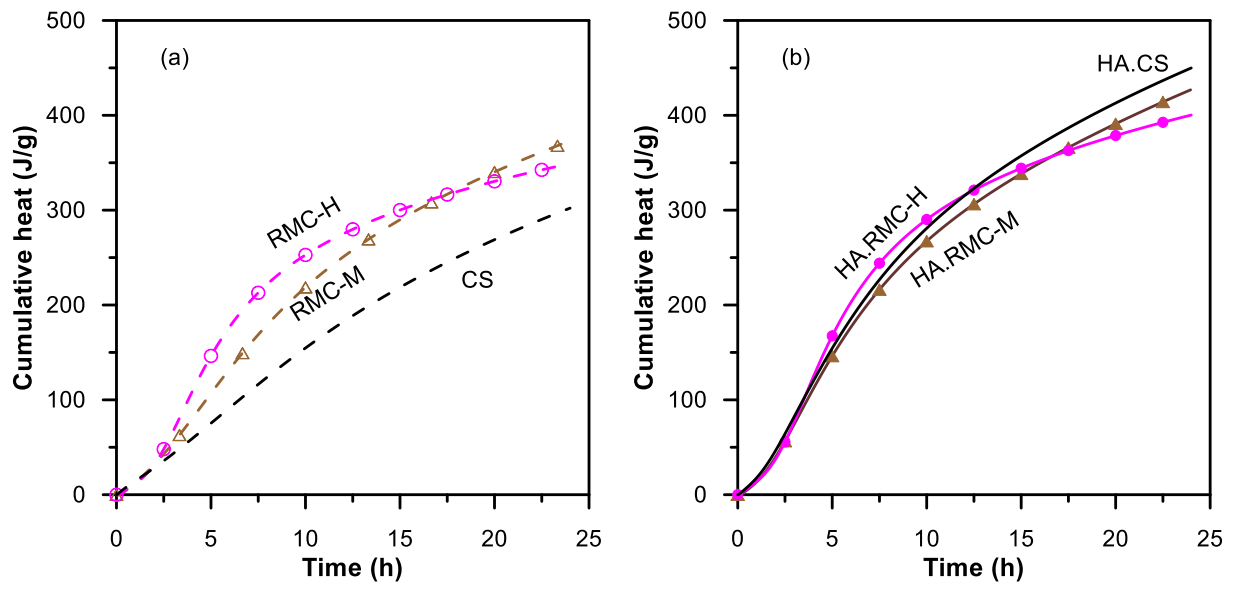 (a)
Cumulative heat (J/g)
500
400
300
200
100
0
RMC-H
RMC-M
CS
0 5 10 15 20 25
Time (h)
(b)
Cumulative heat (J/g)
500
400
300
200
100
0
HA.CS
HA.RMC-H
HA.RMC-M
0 5 10 15 20 25
Time (h)